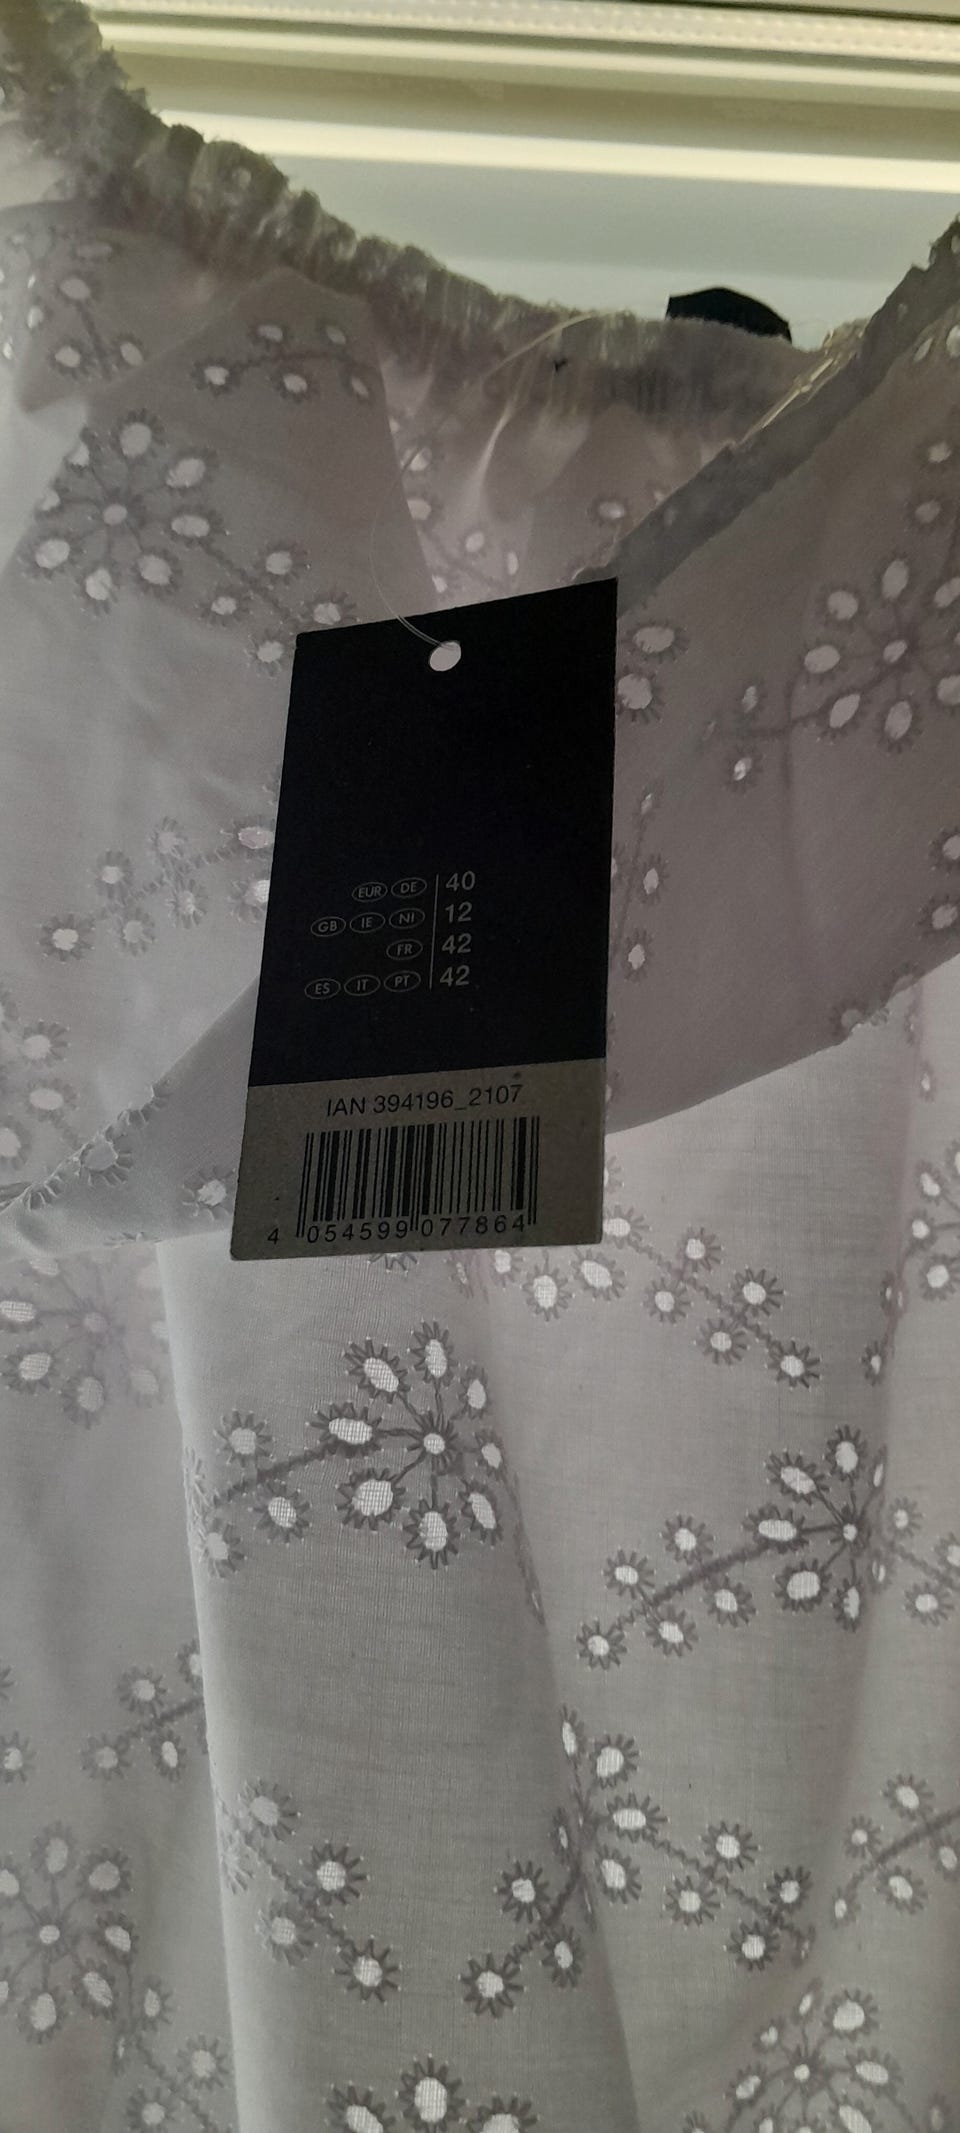 EUR DE 40
GB IE NI 12
FR 42
ES IT PT 42
IAN 394196_2107
4 054599 077864